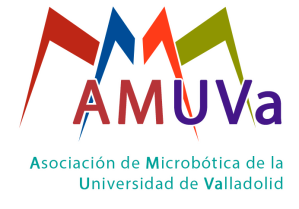 AMUVa
Asociación de Microbótica de la
Universidad de Valladolid